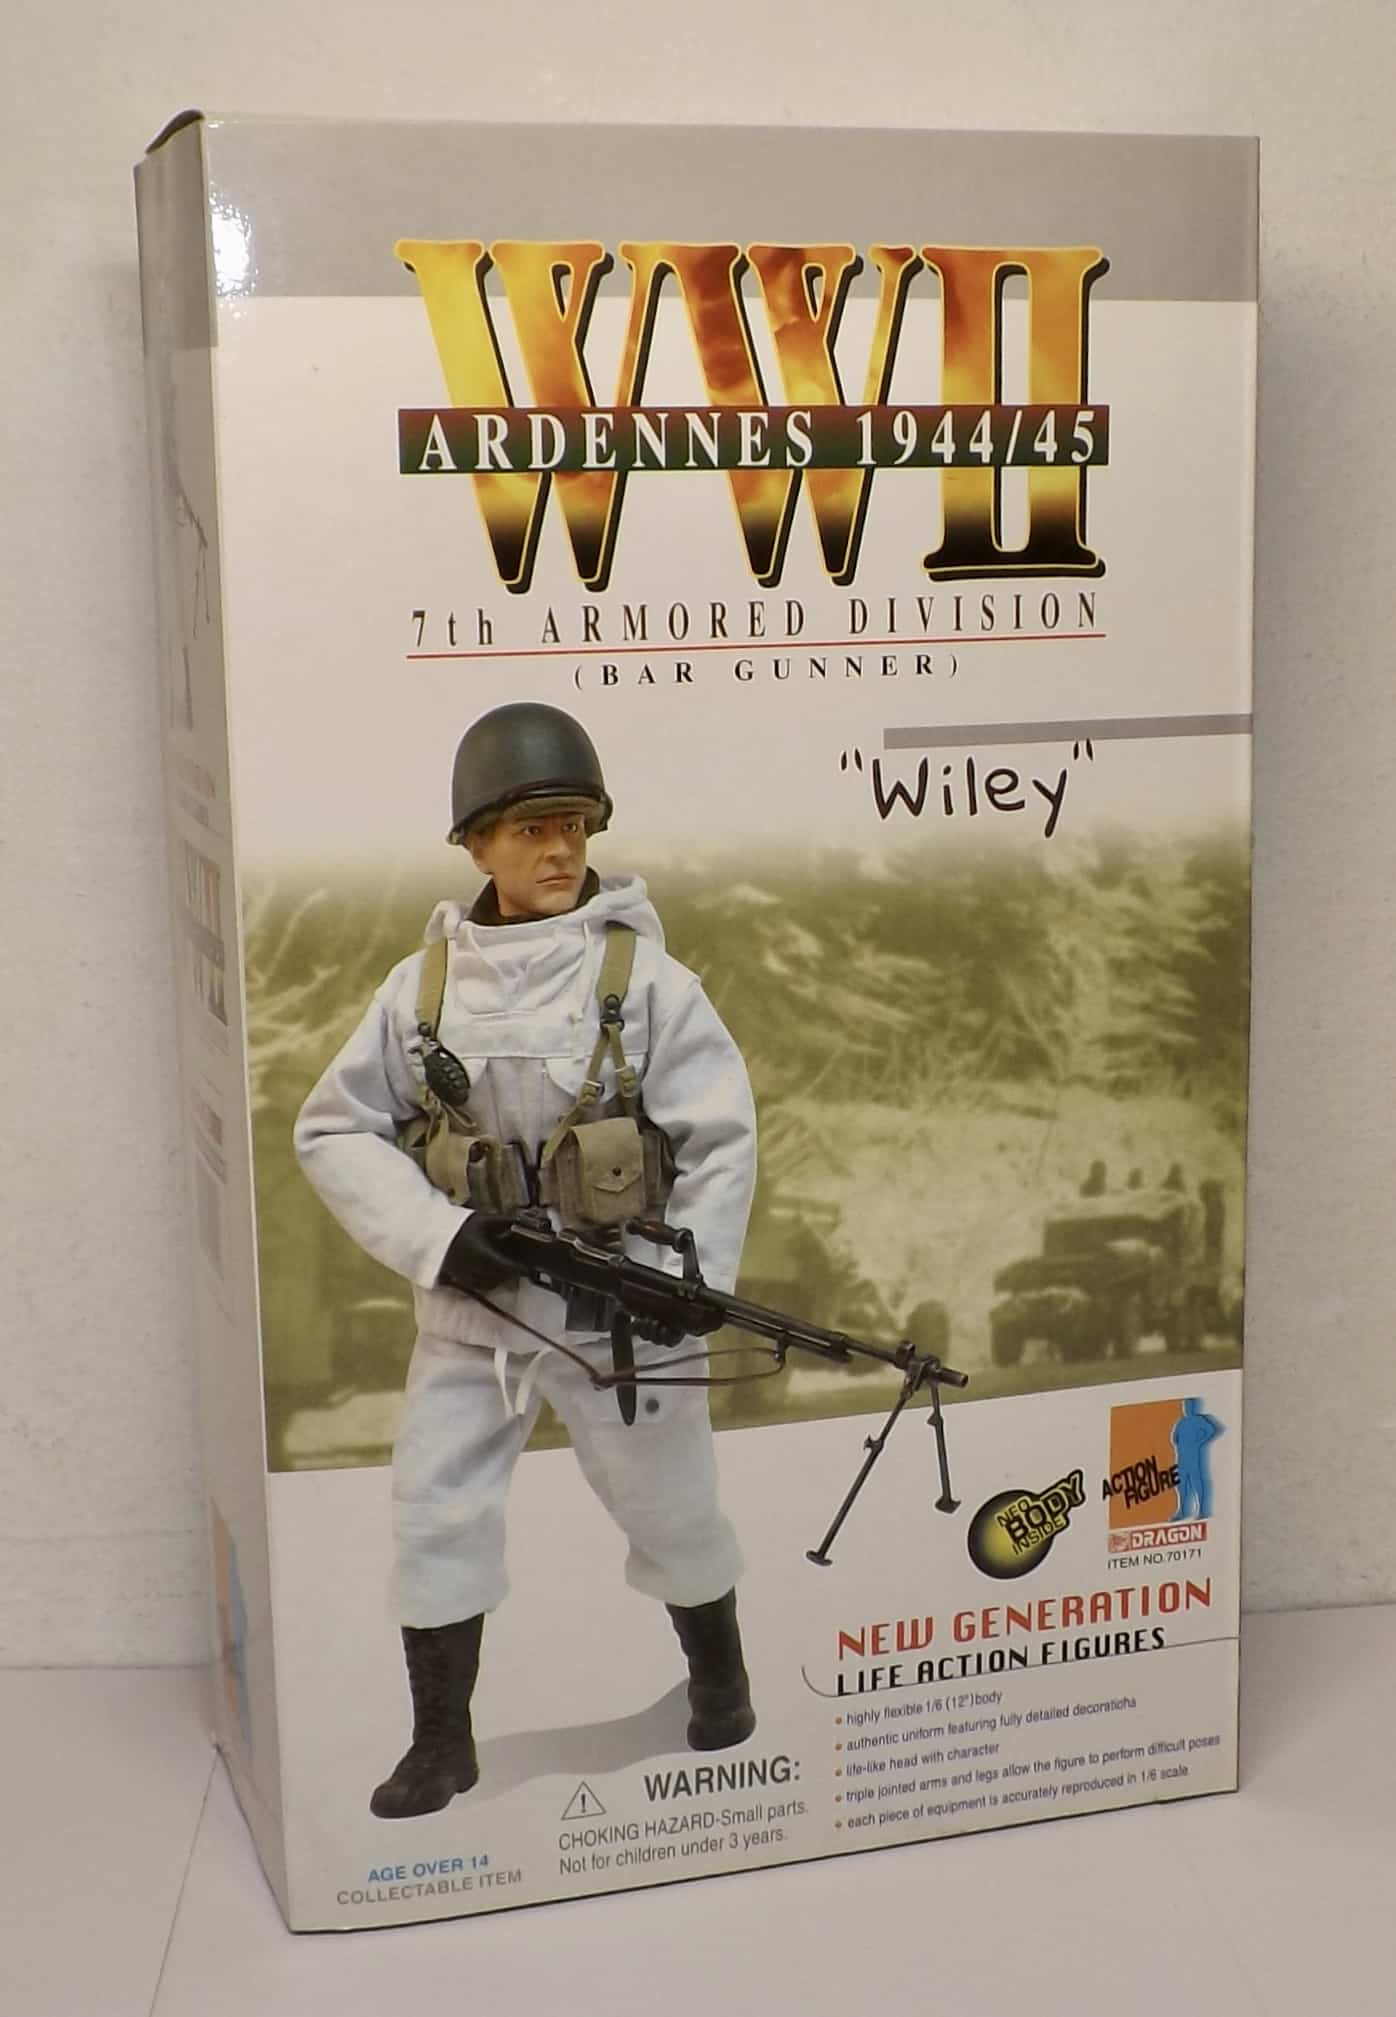 WWII
ARDENNES 1944/45
7th ARMORED DIVISION
(BAR GUNNER)
"Wiley"
NEO
BODY
INSIDE
ACTION
FIGURE
DRAGON
ITEM NO.70171
NEW GENERATION
LIFE ACTION FIGURES
• highly flexible 1/6 (12")body
• authentic uniform featuring fully detailed decorations
• life-like head with character
• triple jointed arms and legs allow the figure to perform difficult poses
• each piece of equipment is accurately reproduced in 1/6 scale
WARNING:
CHOKING HAZARD-Small parts.
Not for children under 3 years.
AGE OVER 14
COLLECTABLE ITEM